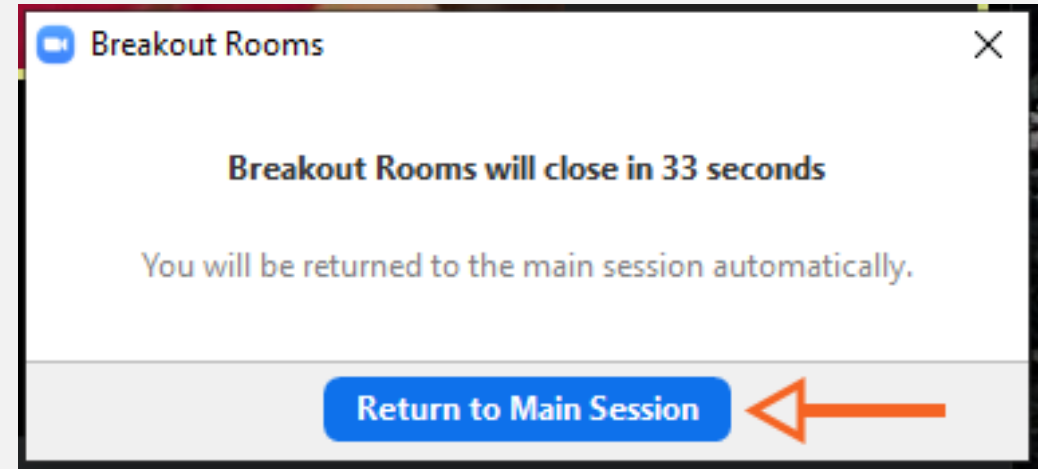 Breakout Rooms
Breakout Rooms will close in 33 seconds
You will be returned to the main session automatically.
Return to Main Session